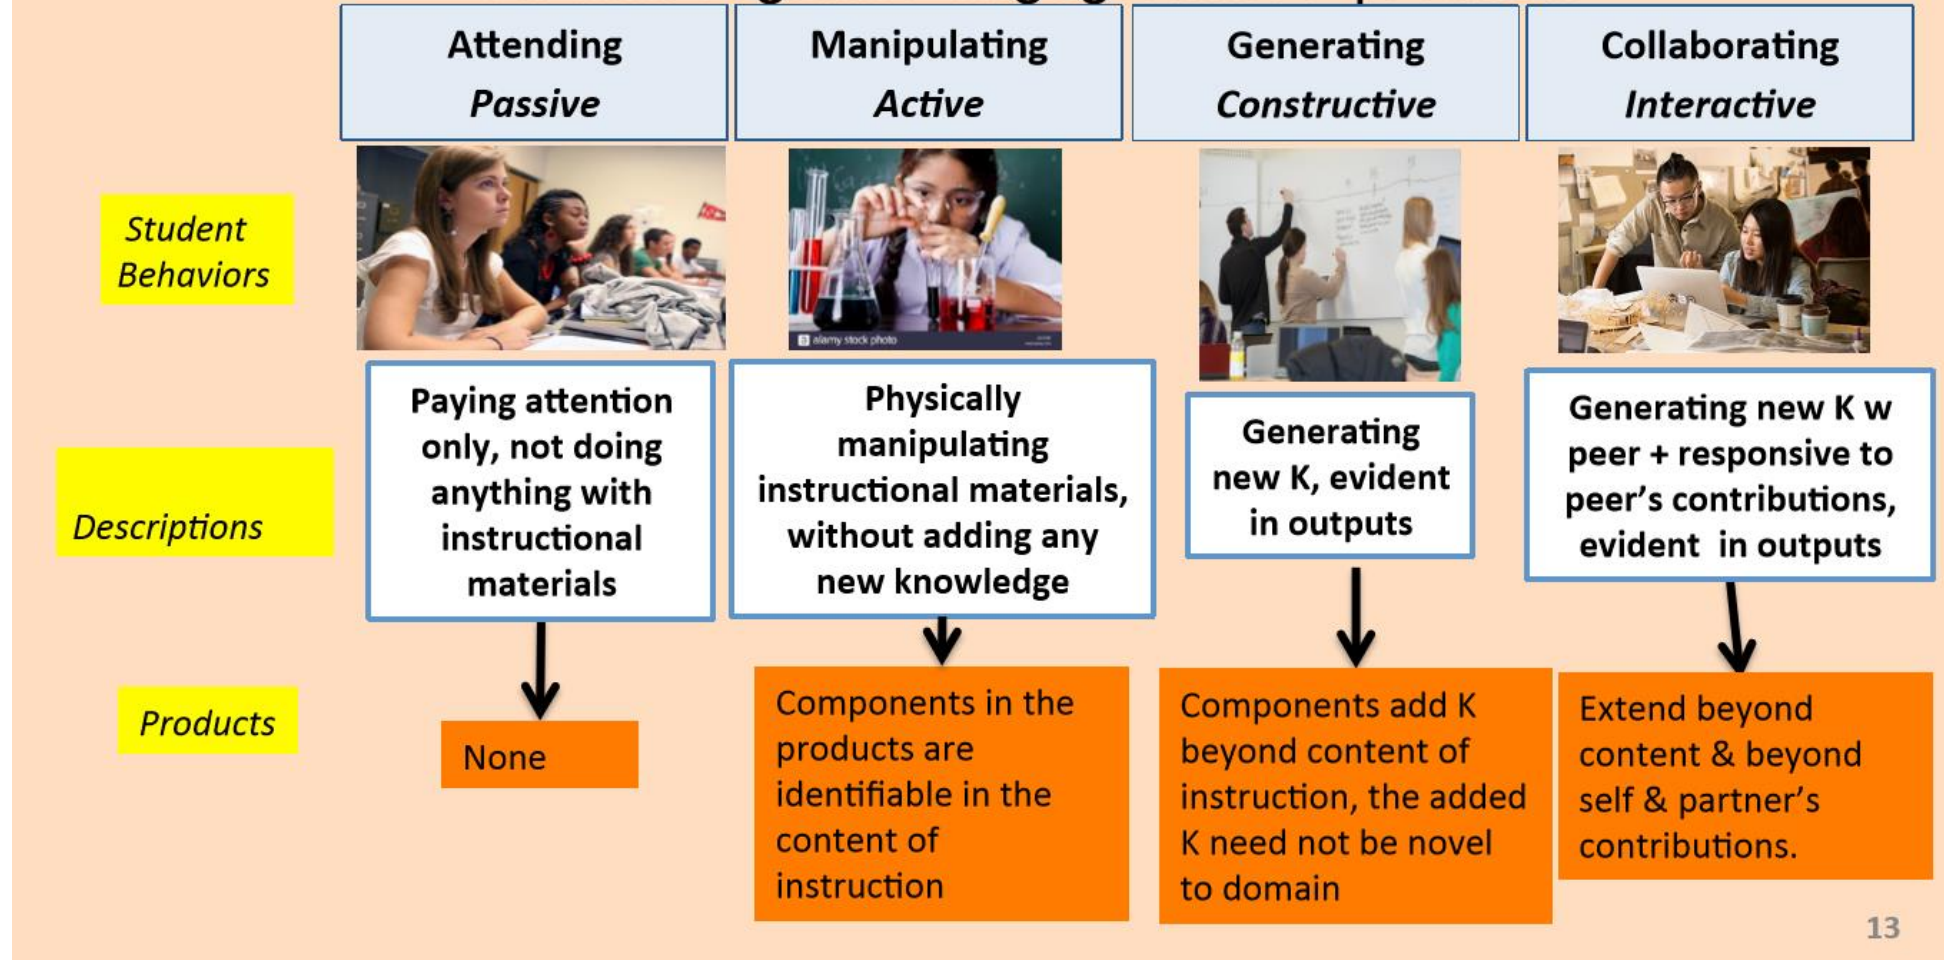 Attending
Passive
Manipulating
Active
Generating
Constructive
Collaborating
Interactive
Student
Behaviors
alamy stock photo
Descriptions
Paying attention
only, not doing
anything with
instructional
materials
Physically
manipulating
instructional materials,
without adding any
new knowledge
Generating
new K, evident
in outputs
Generating new K w
peer + responsive to
peer's contributions,
evident in outputs
Products
None
Components in the
products are
identifiable in the
content of
instruction
Components add K
beyond content of
instruction, the added
K need not be novel
to domain
Extend beyond
content & beyond
self & partner's
contributions.
13